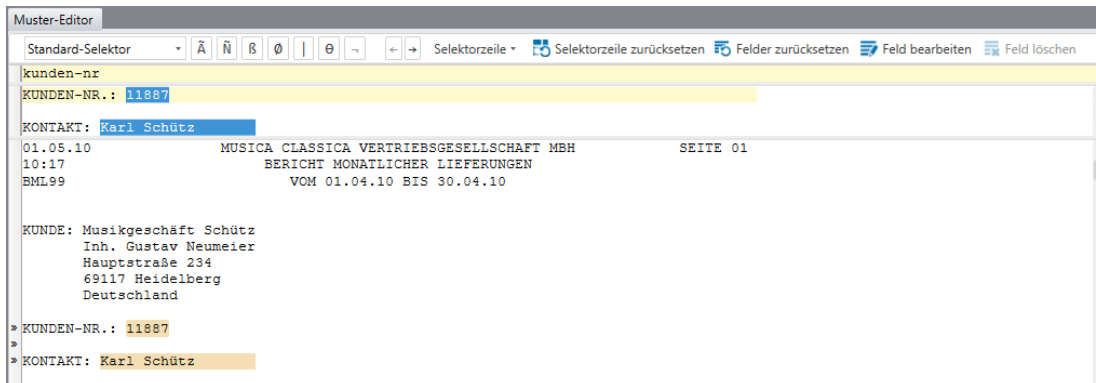 Muster-Editor
Standard-Selektor Ã Ñ ß Ø | Ɵ ¬ ← → Selektorzeile Selektorzeile zurücksetzen Felder zurücksetzen Feld bearbeiten Feld löschen
kunden-nr
KUNDEN-NR.: 11887
KONTAKT: Karl Schütz
01.05.10 MUSICA CLASSICA VERTRIEBSGESELLSCHAFT MBH SEITE 01
10:17 BERICHT MONATLICHER LIEFERUNGEN
BML99 VOM 01.04.10 BIS 30.04.10
KUNDE: Musikgeschäft Schütz
Inh. Gustav Neumeier
Hauptstraße 234
69117 Heidelberg
Deutschland
» KUNDEN-NR.: 11887
»
» KONTAKT: Karl Schütz